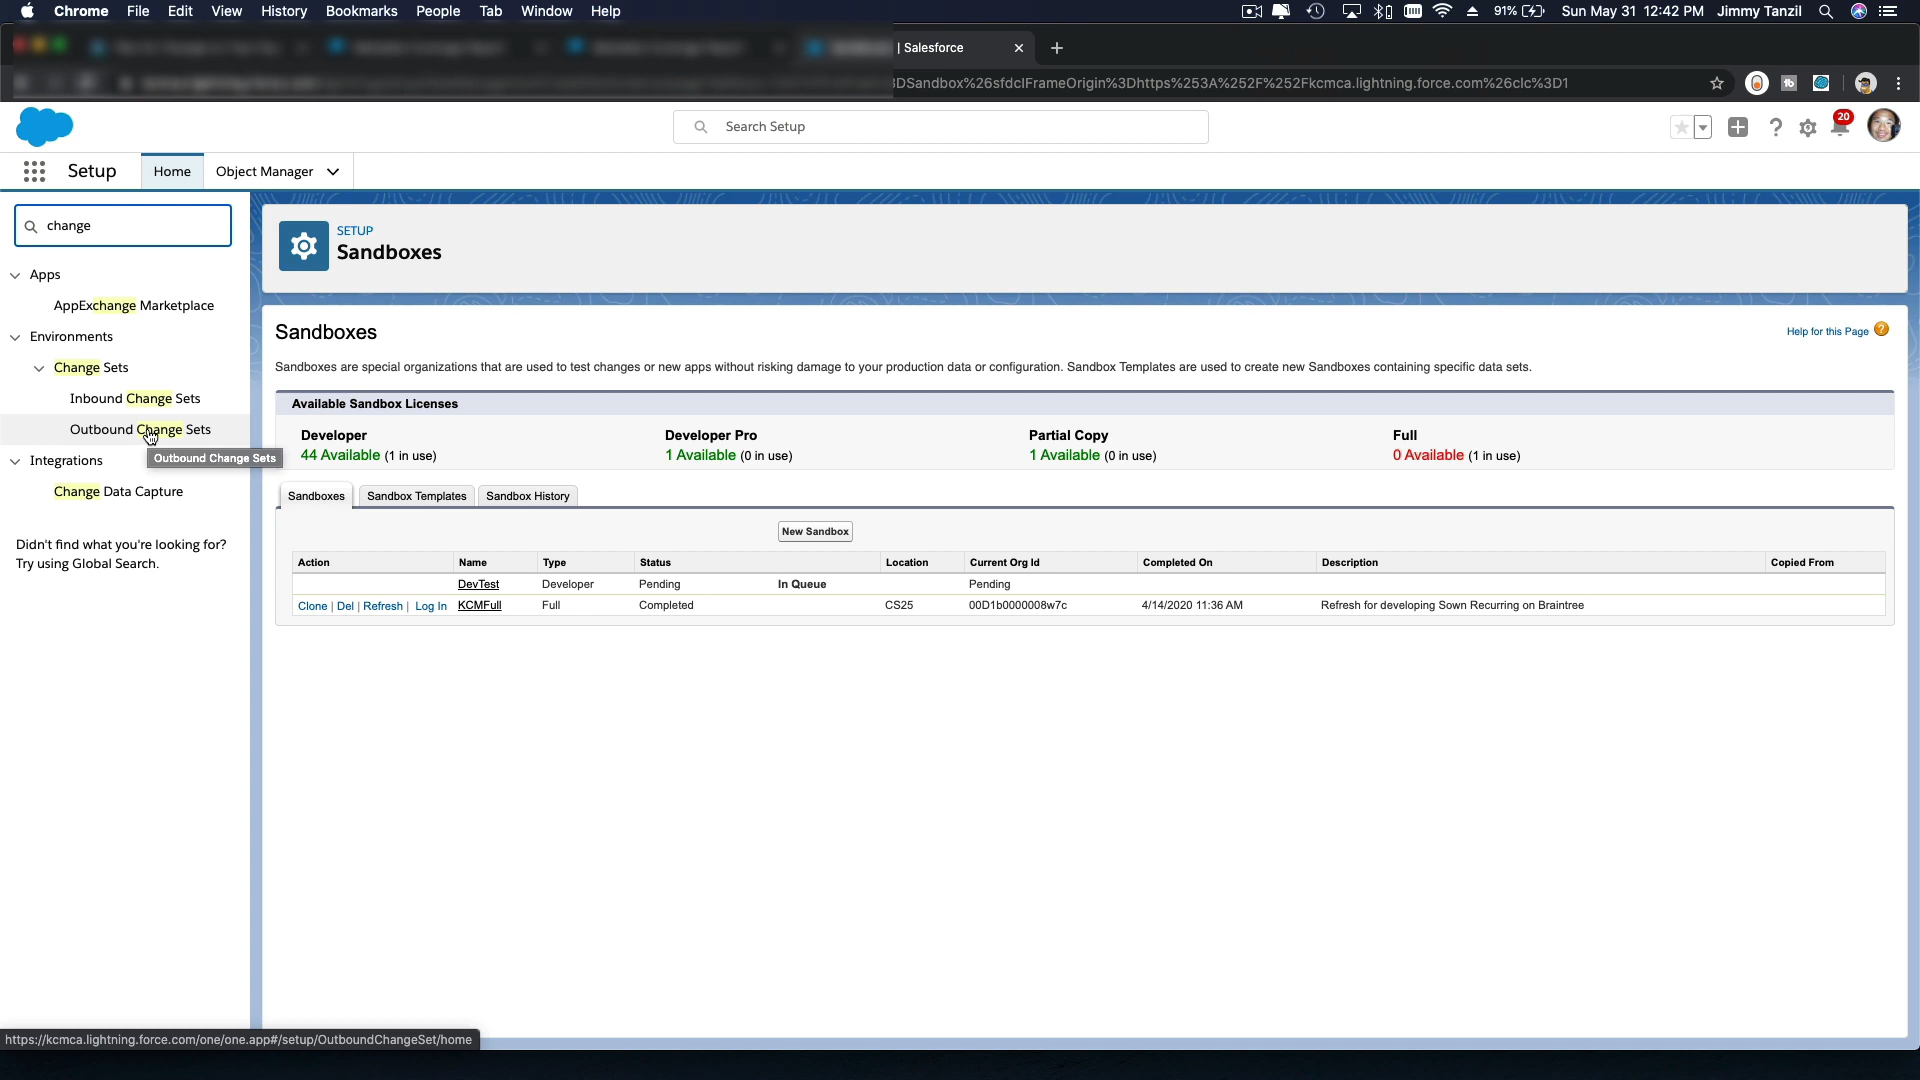 Chrome File Edit View History Bookmarks People Tab Window Help 91% Sun May 31 12:42 PM Jimmy Tanzil
| Salesforce
3DSandbox%26sfdcIFrameOrigin%3Dhttps%253A%252F%252Fkcmca.lightning.force.com%26clc%3D1
Search Setup
20
Setup Home Object Manager
change
SETUP
Sandboxes
Apps
AppExchange Marketplace
Environments
Change Sets
Inbound Change Sets
Outbound Change Sets
Outbound Change Sets
Integrations
Change Data Capture
Didn't find what you're looking for?
Try using Global Search.
Sandboxes
Help for this Page
Sandboxes are special organizations that are used to test changes or new apps without risking damage to your production data or configuration. Sandbox Templates are used to create new Sandboxes containing specific data sets.
Available Sandbox Licenses
Developer Developer Pro Partial Copy Full
44 Available (1 in use) 1 Available (0 in use) 1 Available (0 in use) 0 Available (1 in use)
Sandboxes Sandbox Templates Sandbox History
New Sandbox
Action Name Type Status Location Current Org Id Completed On Description Copied From
DevTest Developer Pending In Queue Pending
Clone | Del | Refresh | Log In KCMFull Full Completed CS25 00D1b0000008w7c 4/14/2020 11:36 AM Refresh for developing Sown Recurring on Braintree
https://kcmca.lightning.force.com/one/one.app#/setup/OutboundChangeSet/home